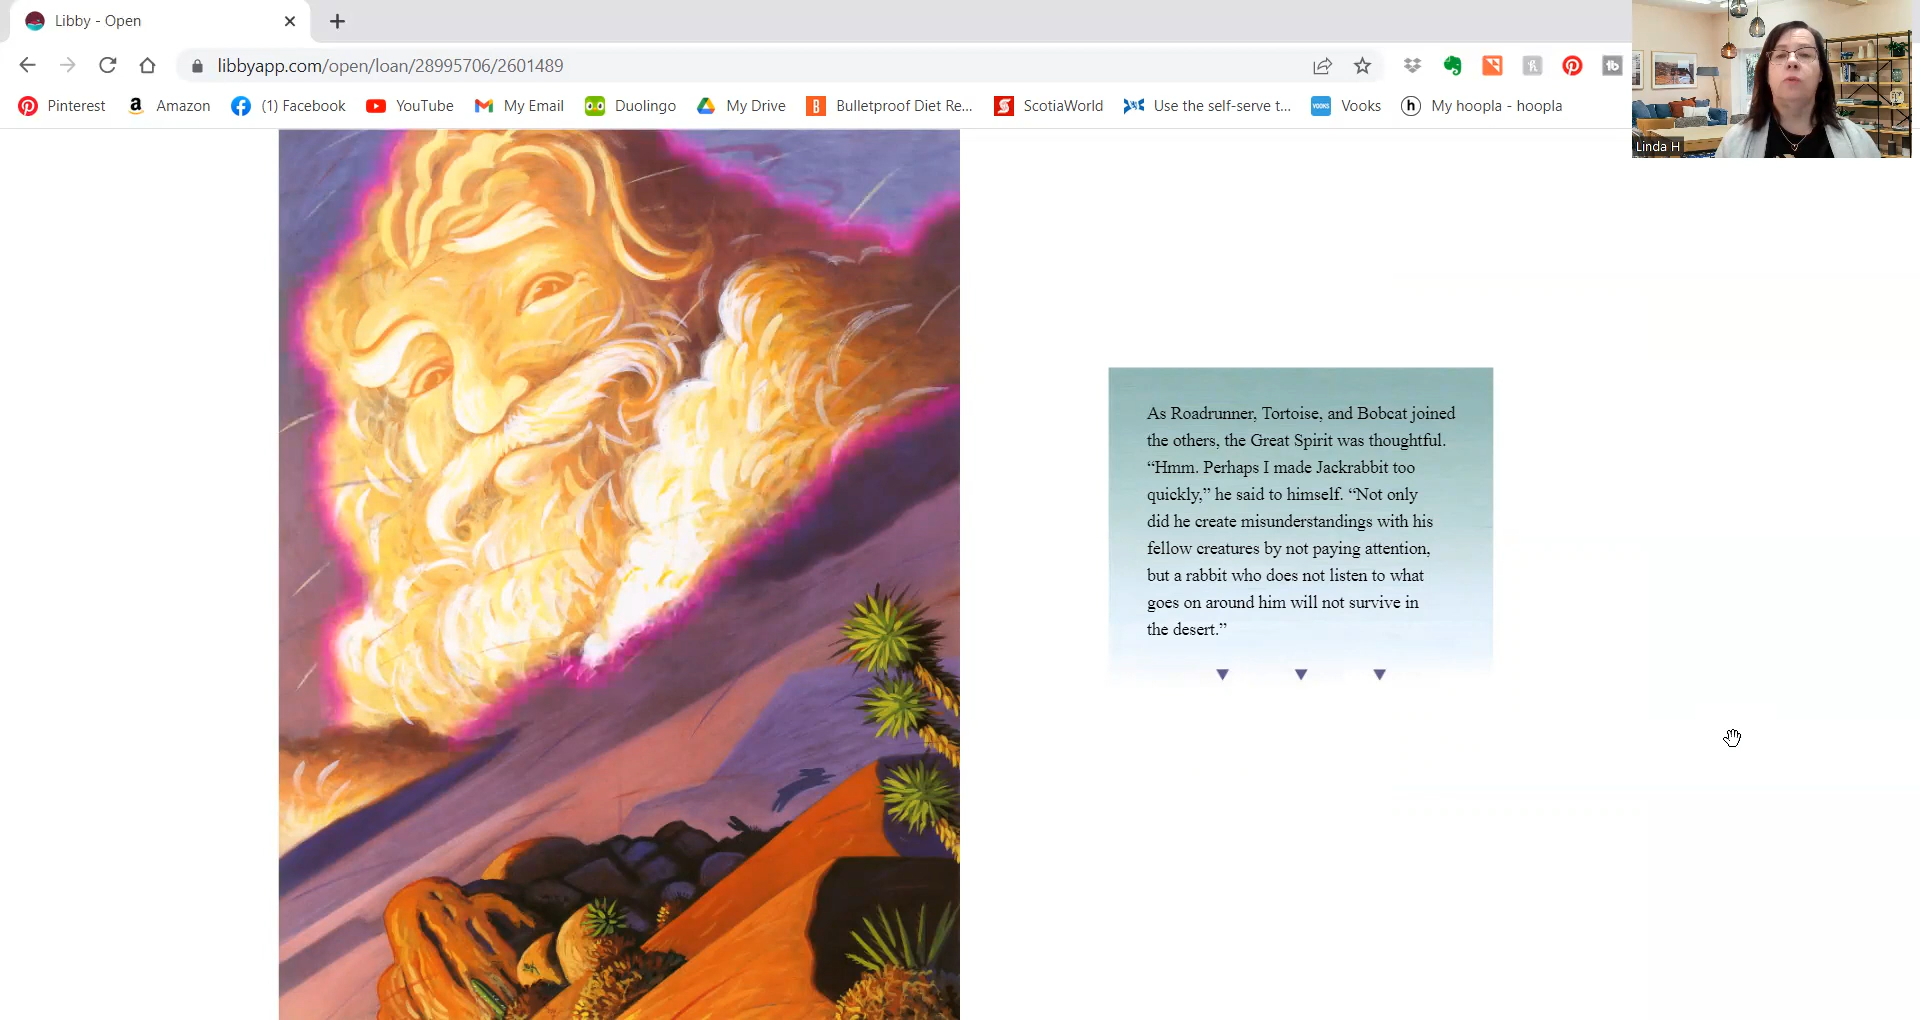 Libby - Open
libbyapp.com/open/loan/28995706/2601489
Pinterest
Amazon
(1) Facebook
YouTube
My Email
Duolingo
My Drive
Bulletproof Diet Re...
ScotiaWorld
Use the self-serve t...
Vooks
My hoopla - hoopla
Linda H
As Roadrunner, Tortoise, and Bobcat joined
the others, the Great Spirit was thoughtful.
“Hmm. Perhaps I made Jackrabbit too
quickly,” he said to himself. “Not only
did he create misunderstandings with his
fellow creatures by not paying attention,
but a rabbit who does not listen to what
goes on around him will not survive in
the desert.”